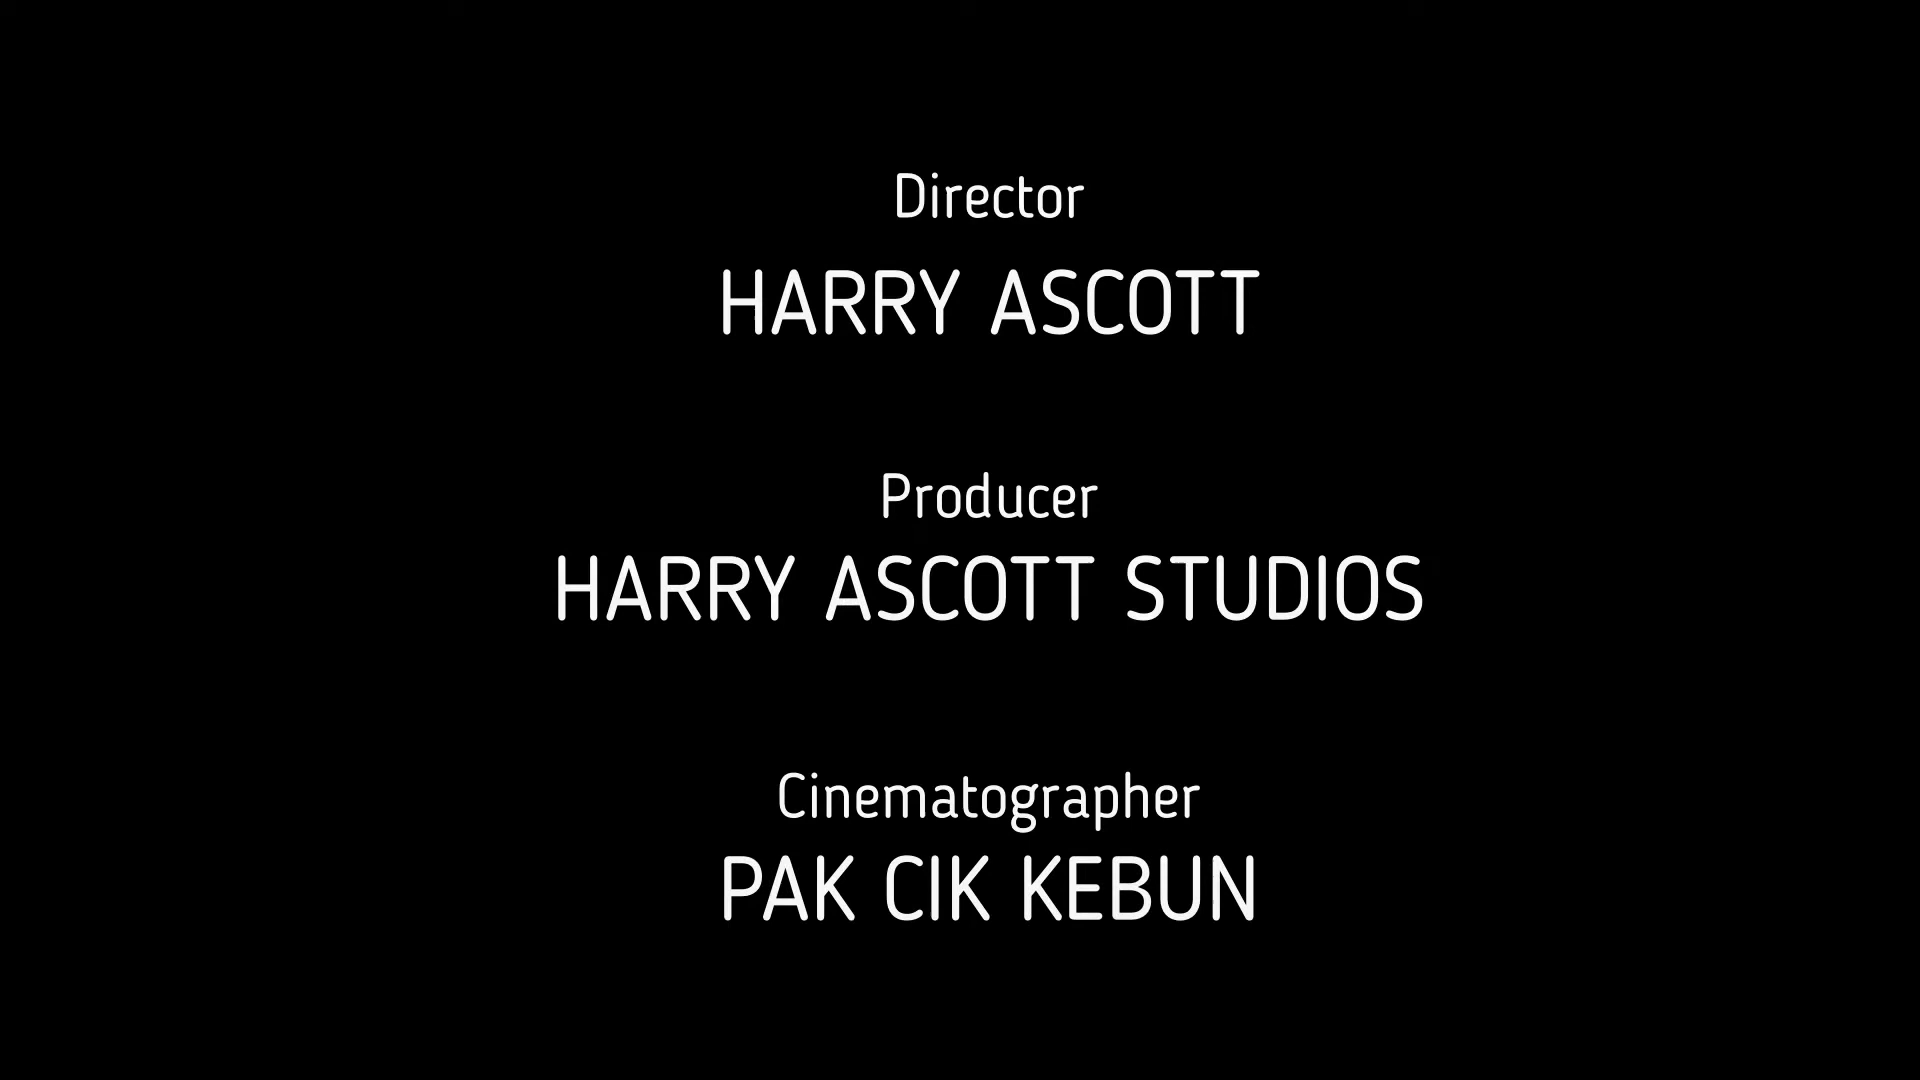 Director
HARRY ASCOTT
Producer
HARRY ASCOTT STUDIOS
Cinematographer
PAK CIK KEBUN